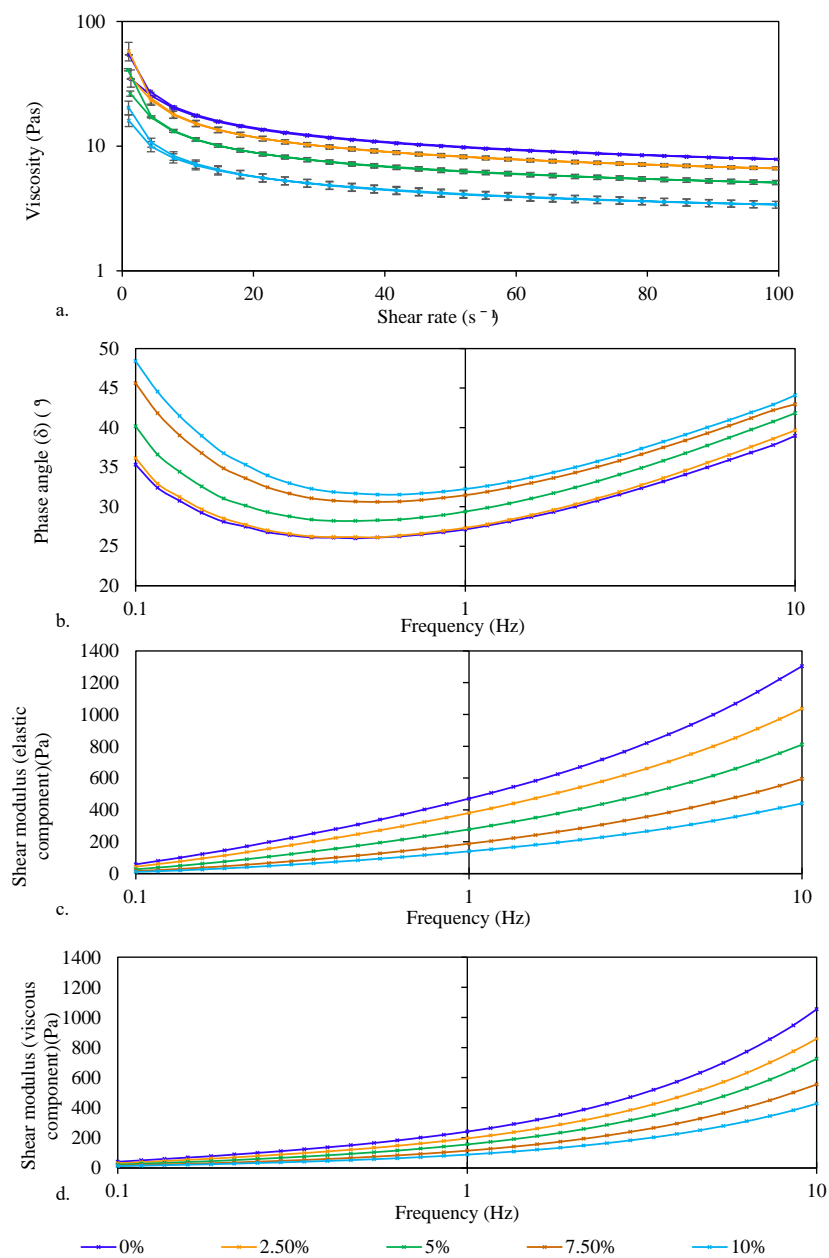 100
10
1
Viscosity (Pas)
0 20 40 60 80 100
a.
Shear rate (s⁻¹)
50
45
40
35
30
25
20
Phase angle (δ) (°)
0.1 1 10
b.
Frequency (Hz)
1400
1200
1000
800
600
400
200
0
Shear modulus (elastic
component)(Pa)
0.1 1 10
c.
Frequency (Hz)
1400
1200
1000
800
600
400
200
0
Shear modulus (viscous
component)(Pa)
0.1 1 10
d.
Frequency (Hz)
0% 2.50% 5% 7.50% 10%